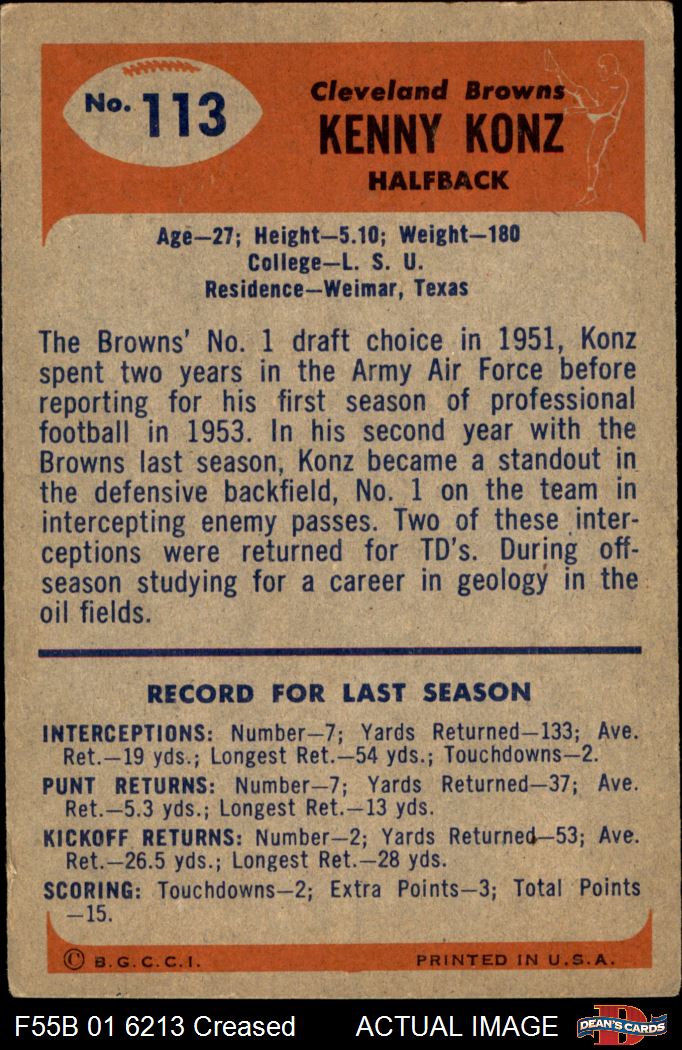 No. 113
Cleveland Browns
KENNY KONZ
HALFBACK
Age—27; Height—5.10; Weight—180
College—L. S. U.
Residence—Weimar, Texas
The Browns' No. 1 draft choice in 1951, Konz
spent two years in the Army Air Force before
reporting for his first season of professional
football in 1953. In his second year with the
Browns last season, Konz became a standout in
the defensive backfield, No. 1 on the team in
intercepting enemy passes. Two of these inter-
ceptions were returned for TD's. During off-
season studying for a career in geology in the
oil fields.
RECORD FOR LAST SEASON
INTERCEPTIONS: Number—7; Yards Returned—133; Ave.
Ret.—19 yds.; Longest Ret.—54 yds.; Touchdowns—2.
PUNT RETURNS: Number—7; Yards Returned—37; Ave.
Ret.—5.3 yds.; Longest Ret.—13 yds.
KICKOFF RETURNS: Number—2; Yards Returned—53; Ave.
Ret.—26.5 yds.; Longest Ret.—28 yds.
SCORING: Touchdowns—2; Extra Points—3; Total Points
—15.
© B.G.C.C.I. PRINTED IN U.S.A.
F55B 01 6213 Creased ACTUAL IMAGE D DEAN'S CARDS